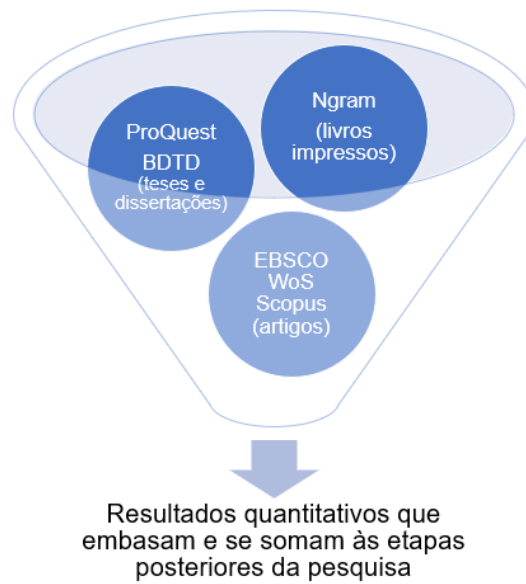 ProQuest
BDTD
(teses e
dissertações)
Ngram
(livros
impressos)
EBSCO
WoS
Scopus
(artigos)
Resultados quantitativos que
embasam e se somam às etapas
posteriores da pesquisa